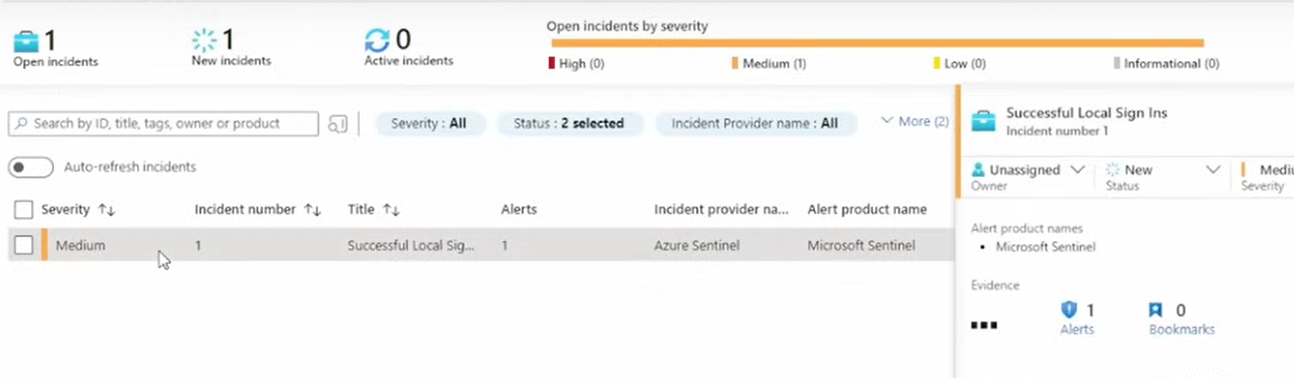 1
Open incidents
1
New incidents
0
Active incidents
Open incidents by severity
High (0)
Medium (1)
Low (0)
Informational (0)
Search by ID, title, tags, owner or product
Severity : All
Status : 2 selected
Incident Provider name : All
More (2)
Auto-refresh incidents
Severity ↑↓ Incident number ↑↓ Title ↑↓ Alerts Incident provider na... Alert product name
Medium 1 Successful Local Sig... 1 Azure Sentinel Microsoft Sentinel
Successful Local Sign Ins
Incident number 1
Unassigned
Owner
New
Status
Mediu
Severity
Alert product names
• Microsoft Sentinel
Evidence
1
Alerts
0
Bookmarks